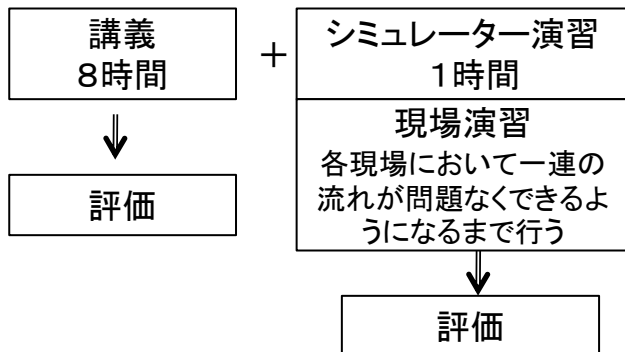 講義
8時間
評価
＋
シミュレーター演習
1時間
現場演習
各現場において一連の
流れが問題なくできるよ
うになるまで行う
評価